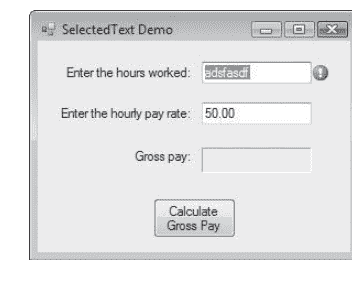 SelectedText Demo
Enter the hours worked: adsfasdf
Enter the hourly pay rate: 50.00
Gross pay:
Calculate
Gross Pay